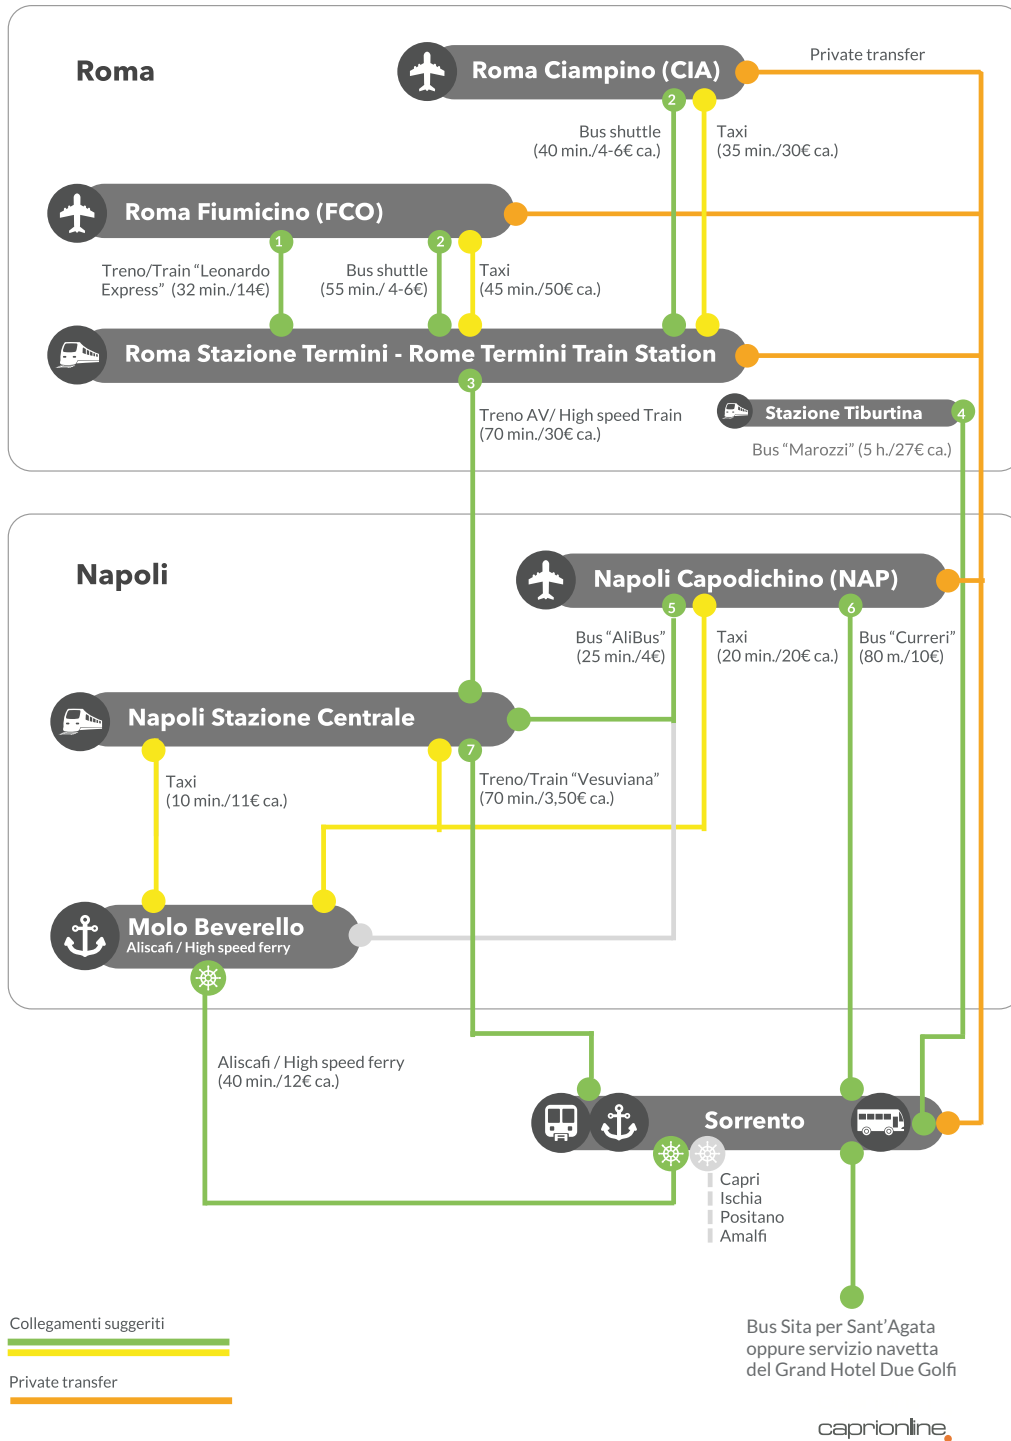 Roma
Roma Ciampino (CIA)
Private transfer
2
Bus shuttle
(40 min./4-6€ ca.)
Taxi
(35 min./30€ ca.)
Roma Fiumicino (FCO)
1
2
Treno/Train “Leonardo
Express” (32 min./14€)
Bus shuttle
(55 min./ 4-6€)
Taxi
(45 min./50€ ca.)
Roma Stazione Termini - Rome Termini Train Station
3
Treno AV/ High speed Train
(70 min./30€ ca.)
Stazione Tiburtina
4
Bus “Marozzi” (5 h./27€ ca.)
Napoli
Napoli Capodichino (NAP)
5
6
Bus “AliBus”
(25 min./4€)
Taxi
(20 min./20€ ca.)
Bus “Curreri”
(80 m./10€)
Napoli Stazione Centrale
7
Taxi
(10 min./11€ ca.)
Treno/Train “Vesuviana”
(70 min./3,50€ ca.)
Molo Beverello
Aliscafi / High speed ferry
Aliscafi / High speed ferry
(40 min./12€ ca.)
Sorrento
Capri
Ischia
Positano
Amalfi
Collegamenti suggeriti
Private transfer
Bus Sita per Sant’Agata
oppure servizio navetta
del Grand Hotel Due Golfi
caprionline